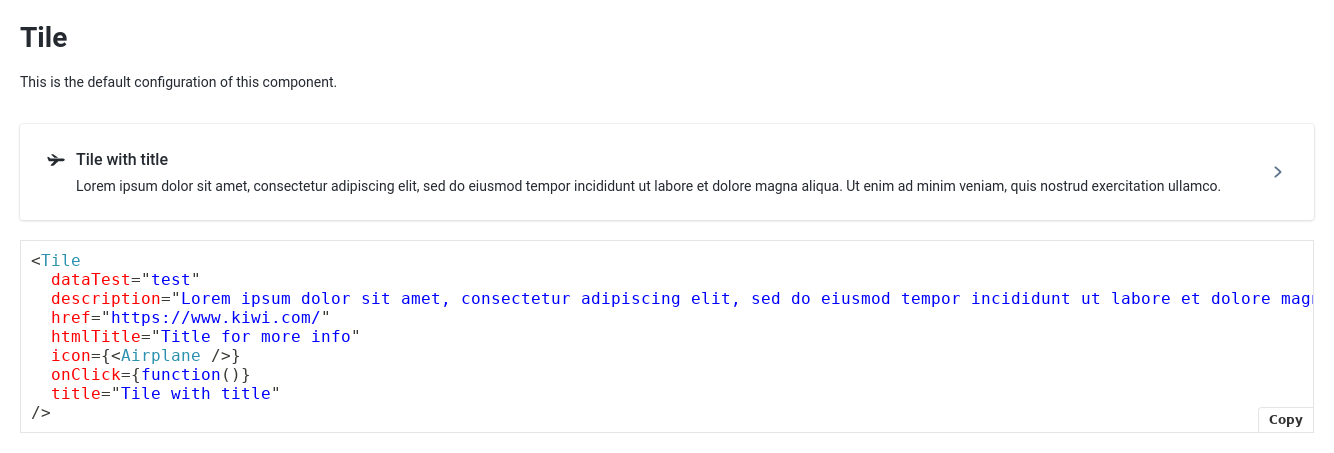 Tile
This is the default configuration of this component.
Tile with title
Lorem ipsum dolor sit amet, consectetur adipiscing elit, sed do eiusmod tempor incididunt ut labore et dolore magna aliqua. Ut enim ad minim veniam, quis nostrud exercitation ullamco.
<Tile
  dataTest="test"
  description="Lorem ipsum dolor sit amet, consectetur adipiscing elit, sed do eiusmod tempor incididunt ut labore et dolore mag
  href="https://www.kiwi.com/"
  htmlTitle="Title for more info"
  icon={<Airplane />}
  onClick={function()}
  title="Tile with title"
/>
Copy